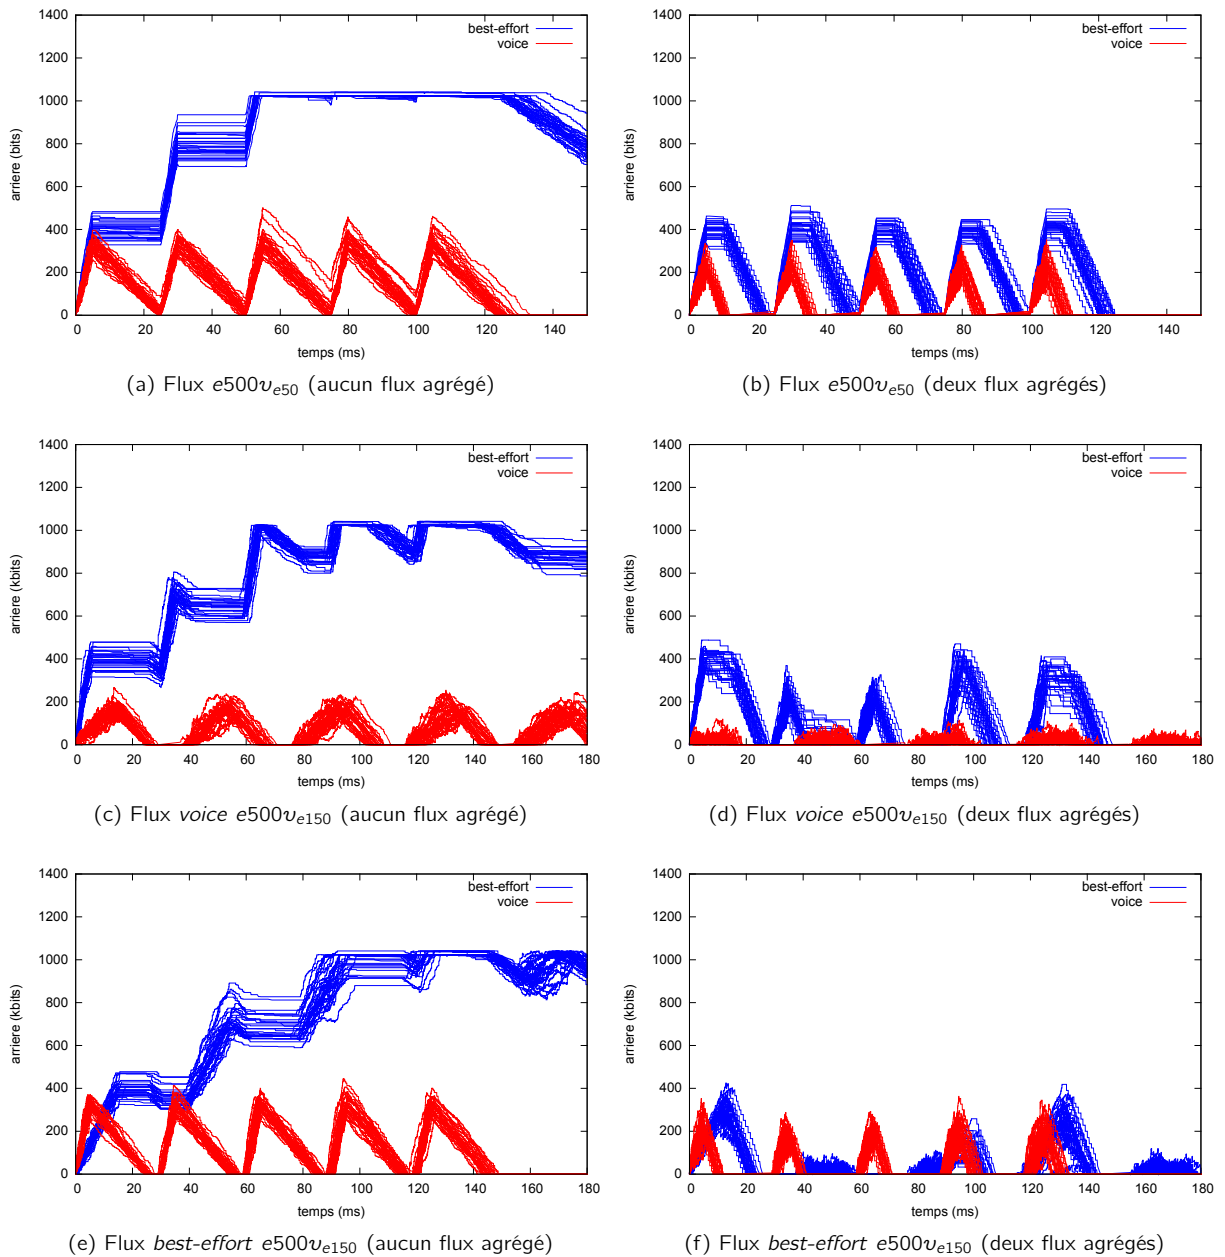 1400
1200
1000
800
600
400
200
0
arriere (bits)
best-effort
voice
0 20 40 60 80 100 120 140
temps (ms)
(a) Flux e500υe50 (aucun flux agrégé)
1400
1200
1000
800
600
400
200
0
arriere (bits)
best-effort
voice
0 20 40 60 80 100 120 140
temps (ms)
(b) Flux e500υe50 (deux flux agrégés)
1400
1200
1000
800
600
400
200
0
arriere (kbits)
best-effort
voice
0 20 40 60 80 100 120 140 160 180
temps (ms)
(c) Flux voice e500υe150 (aucun flux agrégé)
1400
1200
1000
800
600
400
200
0
arriere (kbits)
best-effort
voice
0 20 40 60 80 100 120 140 160 180
temps (ms)
(d) Flux voice e500υe150 (deux flux agrégés)
1400
1200
1000
800
600
400
200
0
arriere (kbits)
best-effort
voice
0 20 40 60 80 100 120 140 160 180
temps (ms)
(e) Flux best-effort e500υe150 (aucun flux agrégé)
1400
1200
1000
800
600
400
200
0
arriere (kbits)
best-effort
voice
0 20 40 60 80 100 120 140 160 180
temps (ms)
(f) Flux best-effort e500υe150 (deux flux agrégés)